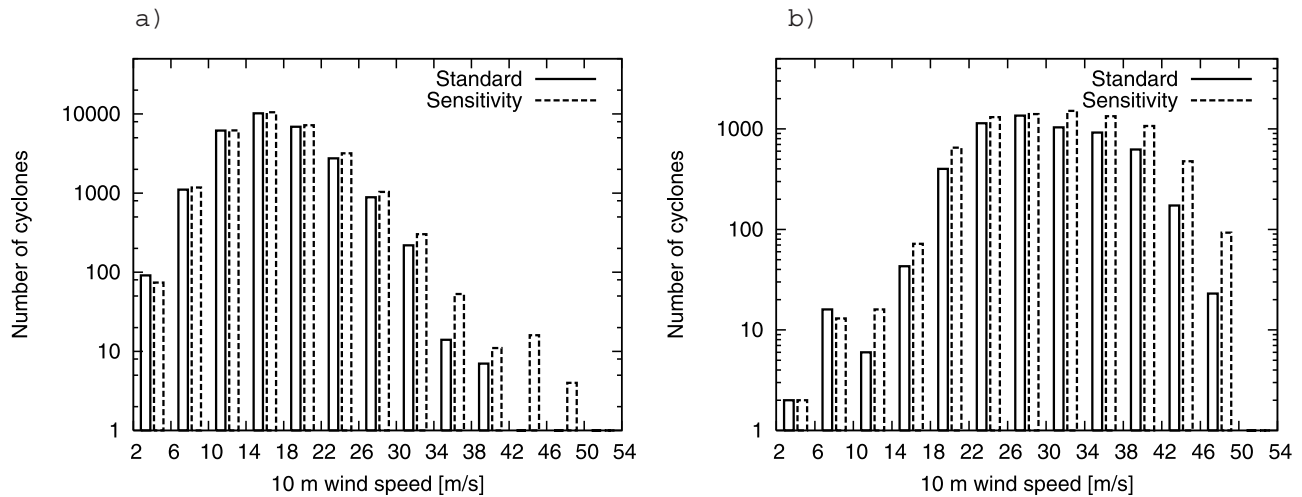 a)
Standard
Sensitivity
10000
1000
100
10
1
2 6 10 14 18 22 26 30 34 38 42 46 50 54
Number of cyclones
10 m wind speed [m/s]
b)
Standard
Sensitivity
1000
100
10
1
2 6 10 14 18 22 26 30 34 38 42 46 50 54
Number of cyclones
10 m wind speed [m/s]